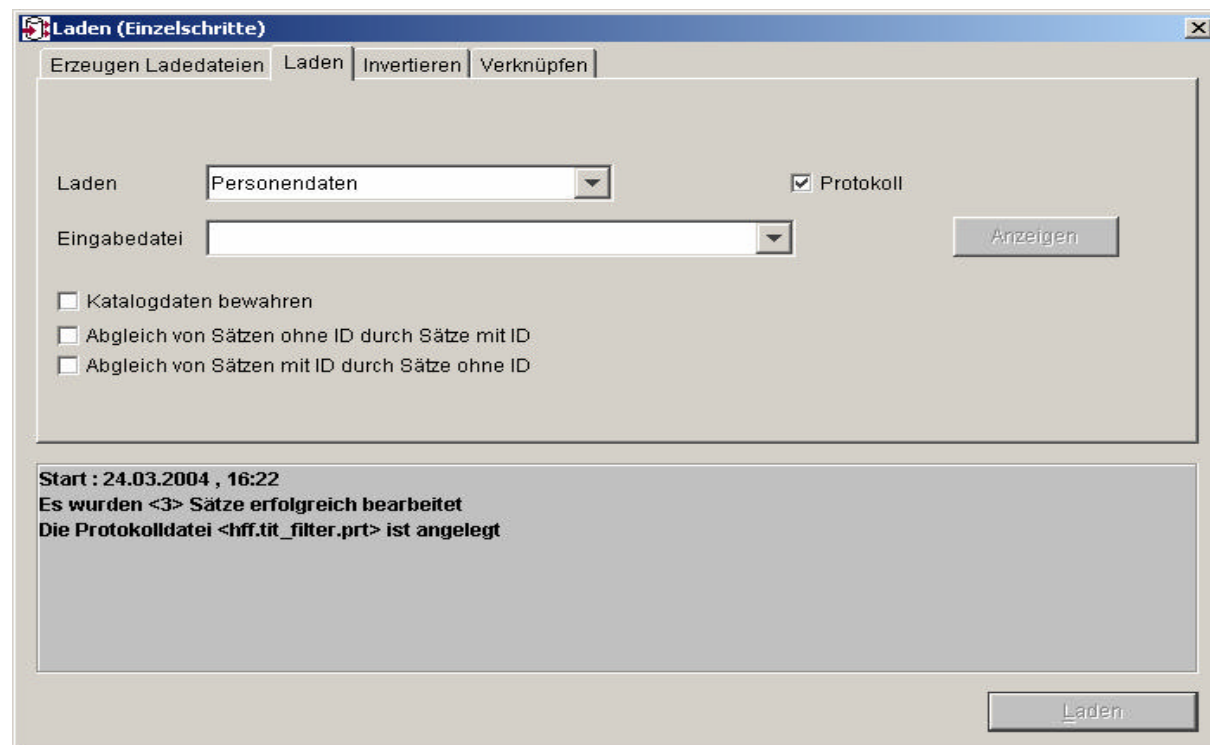 Laden (Einzelschritte)
Erzeugen Ladedateien Laden Invertieren Verknüpfen
Laden Personendaten Protokoll
Eingabedatei Anzeigen
Katalogdaten bewahren
Abgleich von Sätzen ohne ID durch Sätze mit ID
Abgleich von Sätzen mit ID durch Sätze ohne ID
Start : 24.03.2004 , 16:22
Es wurden <3> Sätze erfolgreich bearbeitet
Die Protokolldatei <hff.tit_filter.prt> ist angelegt
Laden